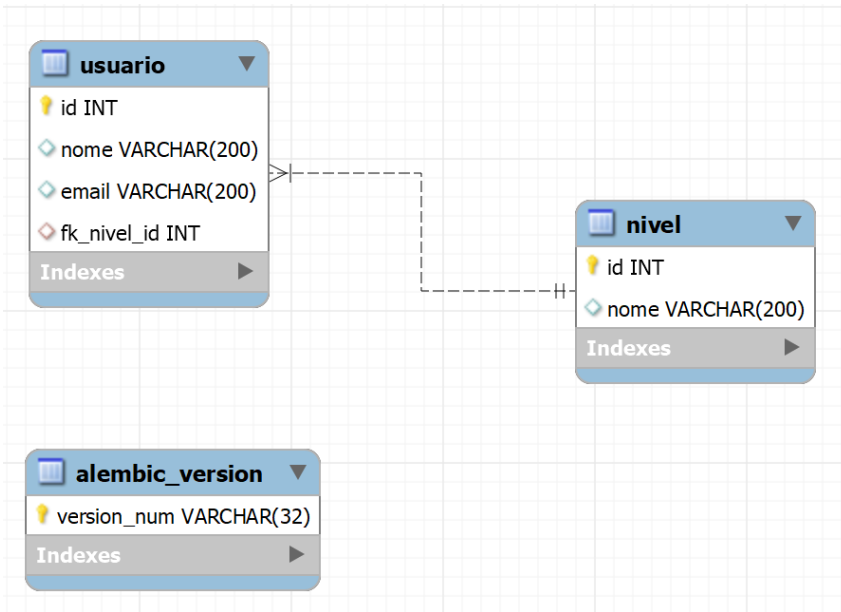 usuario
id INT
nome VARCHAR(200)
email VARCHAR(200)
fk_nivel_id INT
Indexes
nivel
id INT
nome VARCHAR(200)
Indexes
alembic_version
version_num VARCHAR(32)
Indexes